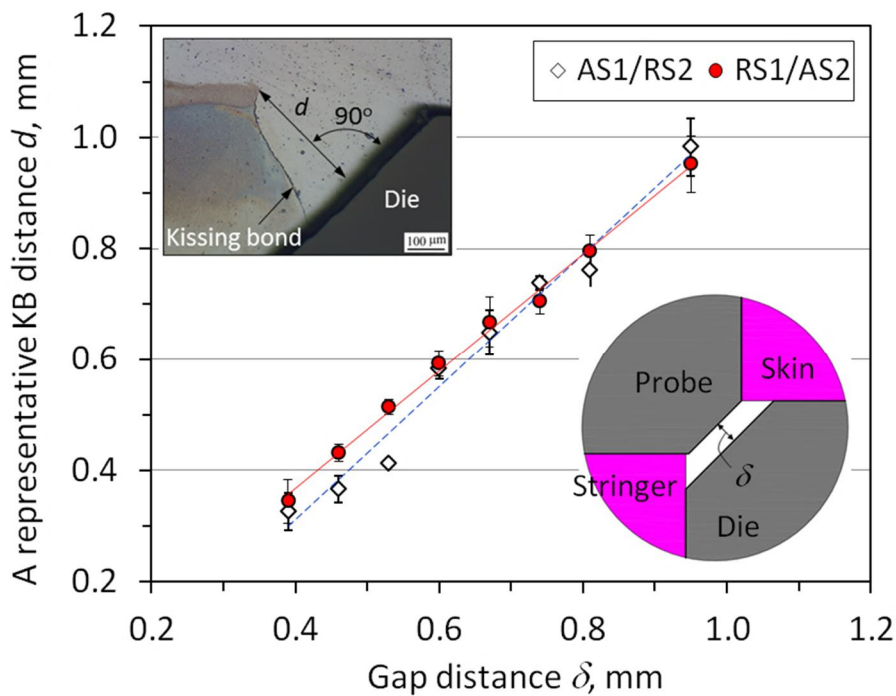 1.2
1.0
0.8
0.6
0.4
0.2
A representative KB distance d, mm
AS1/RS2 RS1/AS2
d
90°
Die
Kissing bond
100 μm
Probe
Skin
Stringer
δ
Die
0.2 0.4 0.6 0.8 1.0 1.2
Gap distance δ, mm